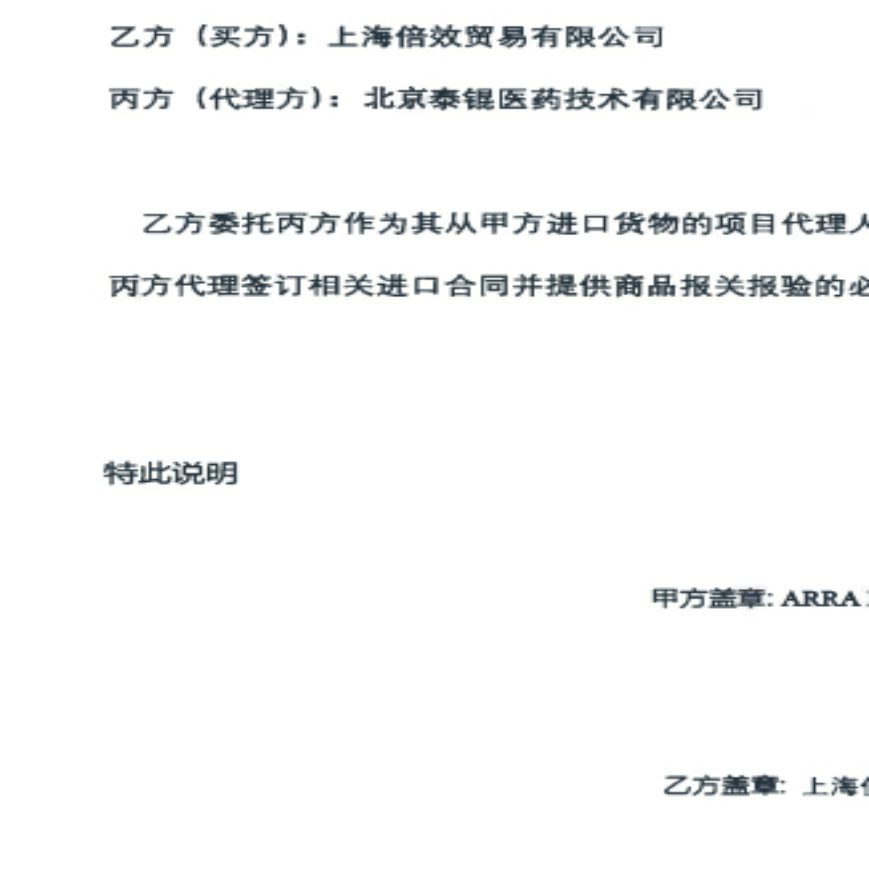 乙方（买方）：上海倍效贸易有限公司
丙方（代理方）：北京泰锟医药技术有限公司
乙方委托丙方作为其从甲方进口货物的项目代理人
丙方代理签订相关进口合同并提供商品报关报验的必
特此说明
甲方盖章: ARRA
乙方盖章: 上海